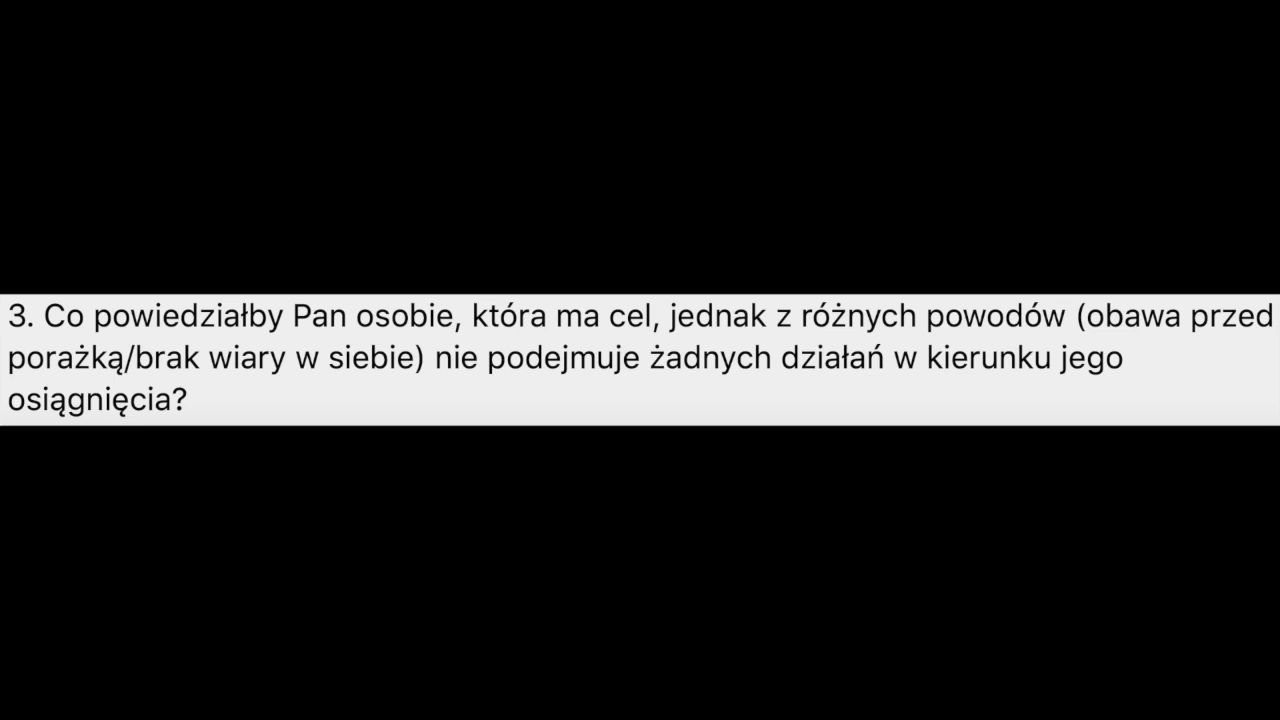 3. Co powiedziałby Pan osobie, która ma cel, jednak z różnych powodów (obawa przed
porażką/brak wiary w siebie) nie podejmuje żadnych działań w kierunku jego
osiągnięcia?